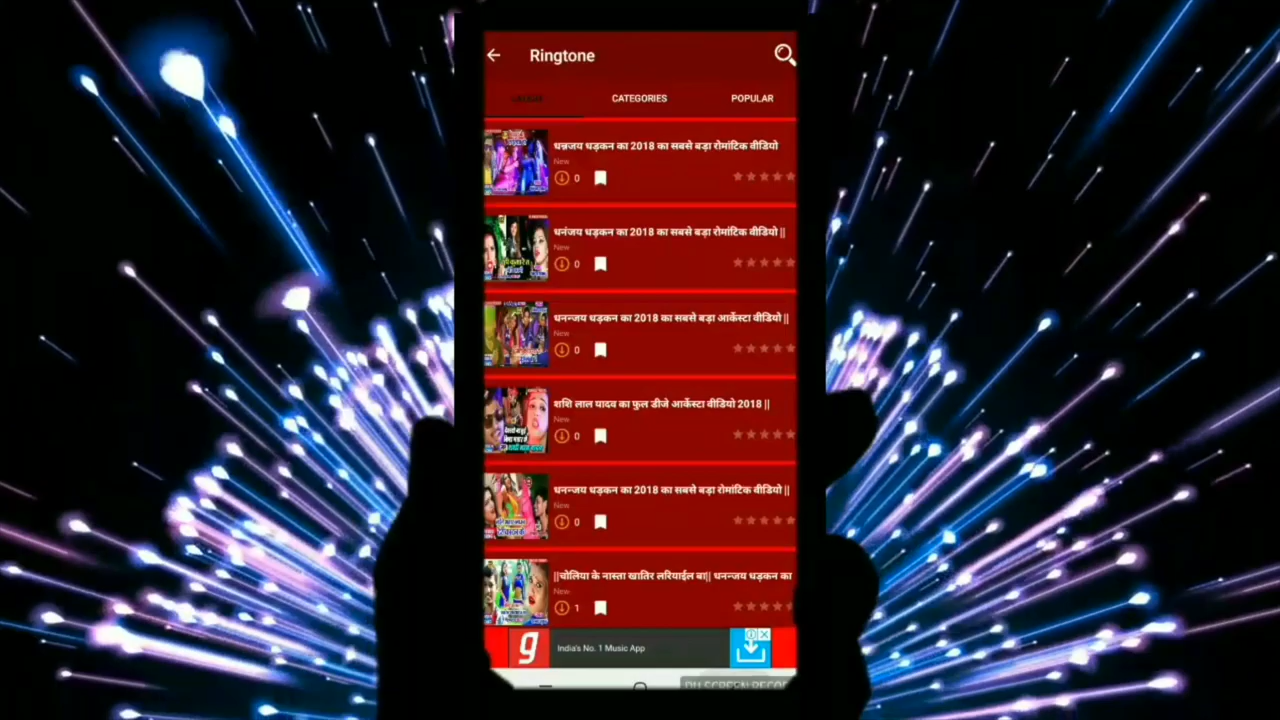 Ringtone
CATEGORIES
POPULAR
धन्नजय धड़कन का 2018 का सबसे बड़ा रोमांटिक वीडियो
New
0
धनंजय धड़कन का 2018 का सबसे बड़ा रोमांटिक वीडियो ||
New
0
धनन्जय धड़कन का 2018 का सबसे बड़ा आर्केस्टा वीडियो ||
New
0
शशि लाल यादव का फुल डीजे आर्केस्टा वीडियो 2018 ||
New
0
धनन्जय धड़कन का 2018 का सबसे बड़ा रोमांटिक वीडियो ||
New
0
||चोलिया के नास्ता खातिर लरियाईल बा|| धनन्जय धड़कन का
New
1
g
India's No. 1 Music App